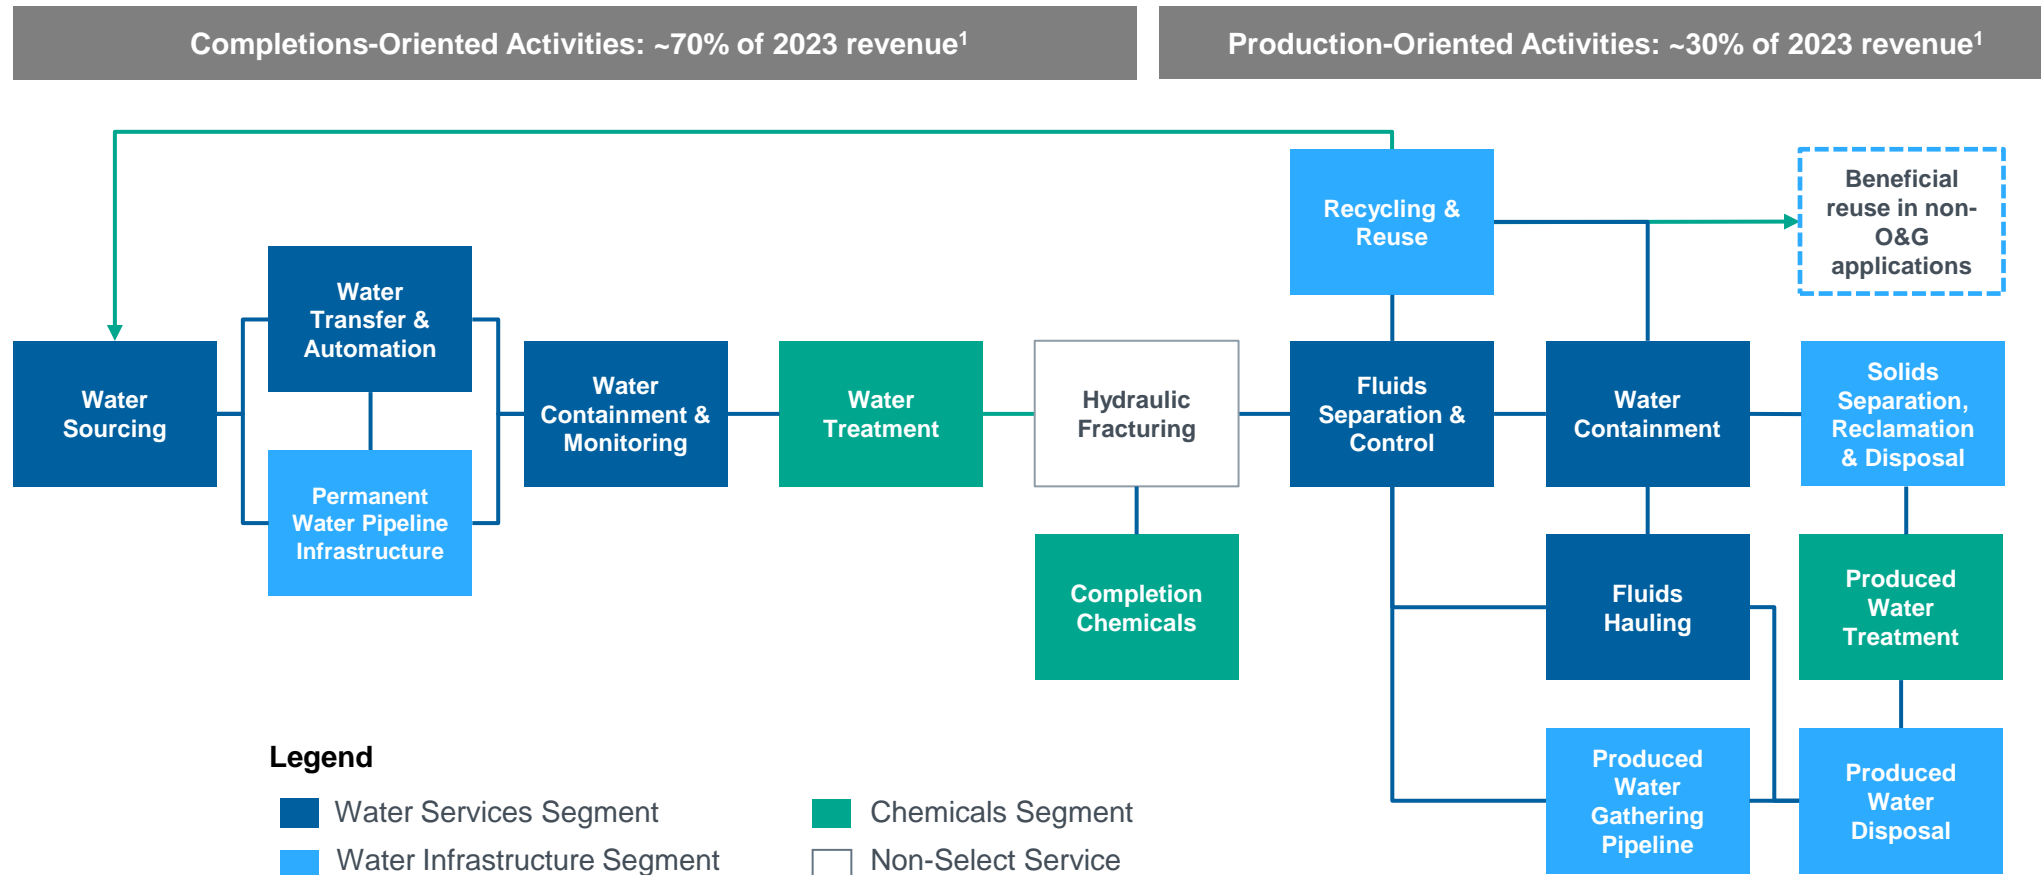 Completions-Oriented Activities: ~70% of 2023 revenue¹
Production-Oriented Activities: ~30% of 2023 revenue¹
Recycling &
Reuse
Beneficial
reuse in non-
O&G
applications
Water
Transfer &
Automation
Water
Sourcing
Permanent
Water Pipeline
Infrastructure
Water
Containment &
Monitoring
Water
Treatment
Hydraulic
Fracturing
Completion
Chemicals
Fluids
Separation &
Control
Water
Containment
Solids
Separation,
Reclamation
& Disposal
Fluids
Hauling
Produced
Water
Treatment
Produced
Water
Gathering
Pipeline
Produced
Water
Disposal
Legend
Water Services Segment
Chemicals Segment
Water Infrastructure Segment
Non-Select Service